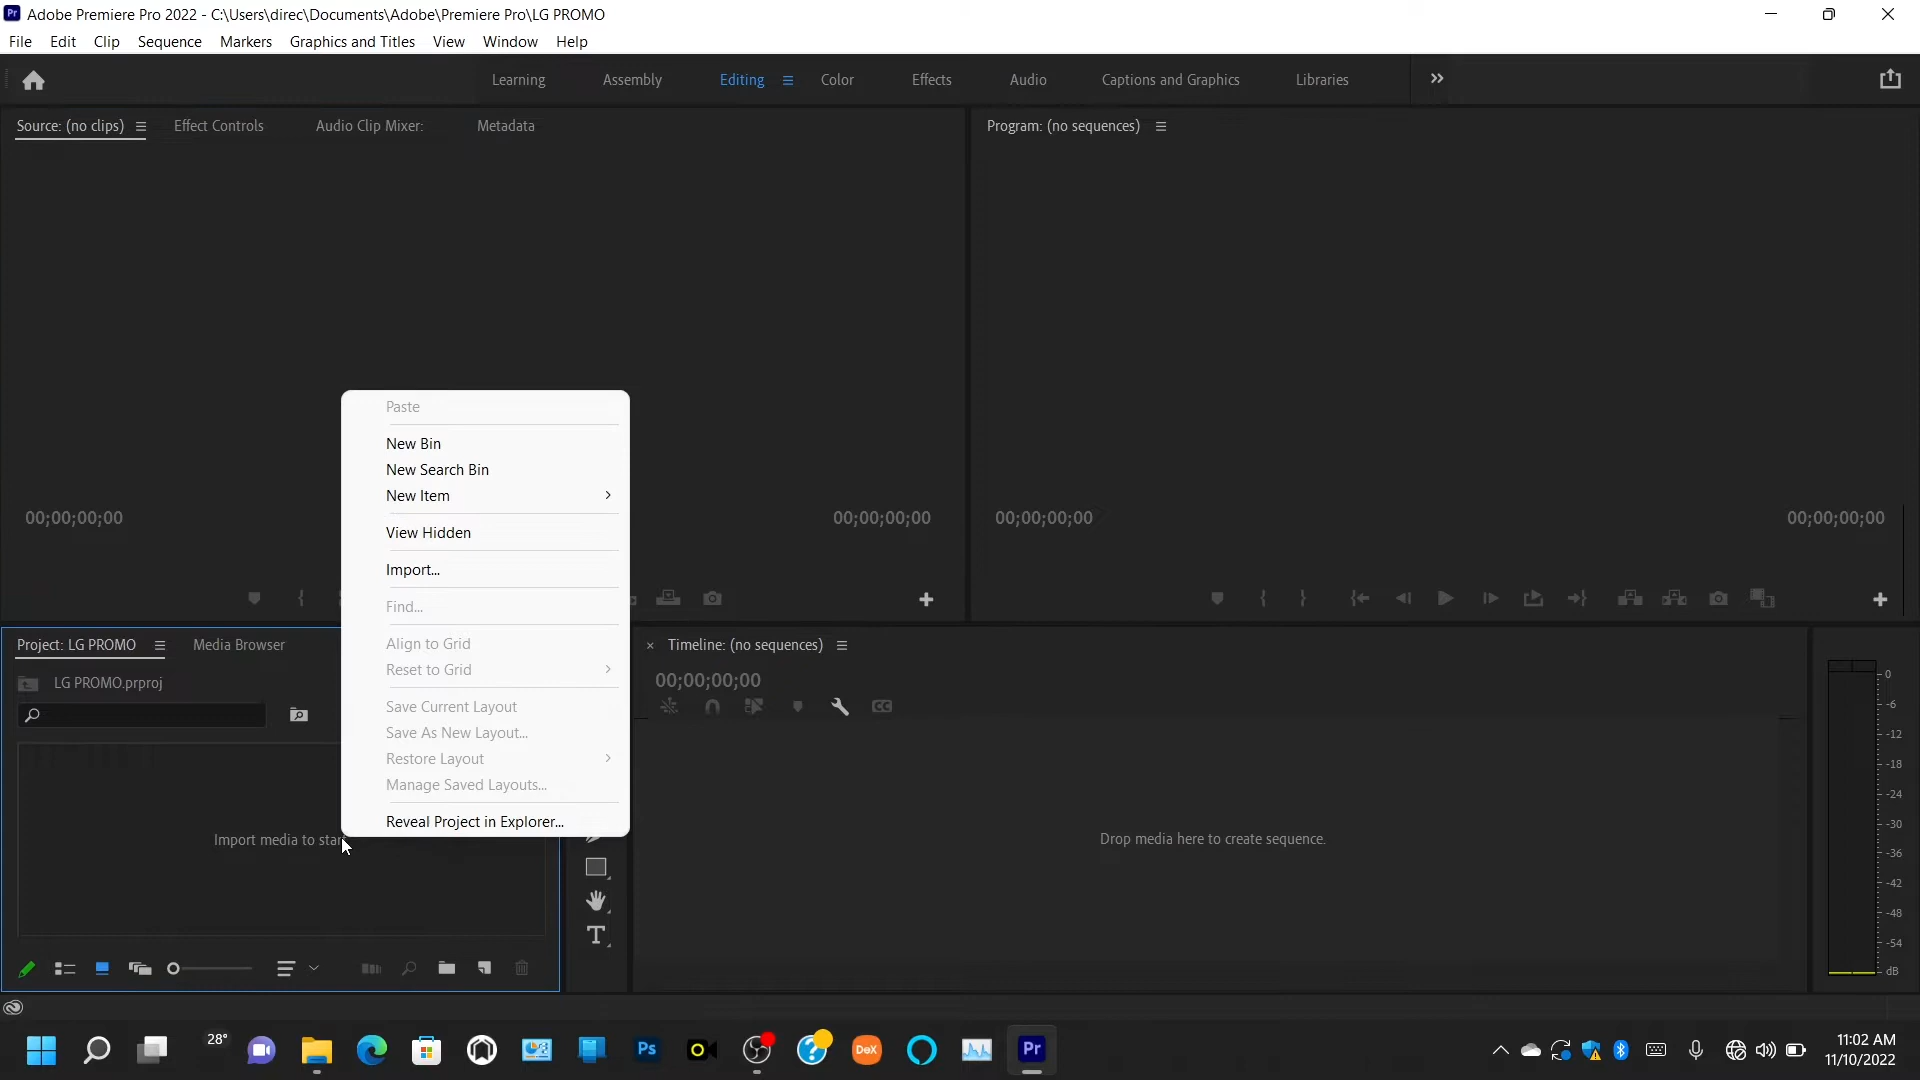 Pr Adobe Premiere Pro 2022 - C:\Users\direc\Documents\Adobe\Premiere Pro\LG PROMO
File Edit Clip Sequence Markers Graphics and Titles View Window Help
Learning Assembly Editing Color Effects Audio Captions and Graphics Libraries
Source: (no clips) Effect Controls Audio Clip Mixer: Metadata
Program: (no sequences)
Paste
New Bin
New Search Bin
New Item
View Hidden
Import...
Find...
Align to Grid
Reset to Grid
Save Current Layout
Save As New Layout...
Restore Layout
Manage Saved Layouts...
Reveal Project in Explorer...
00;00;00;00 00;00;00;00
00;00;00;00 00;00;00;00
Project: LG PROMO Media Browser
LG PROMO.prproj
Import media to star
Timeline: (no sequences)
00;00;00;00
CC
Drop media here to create sequence.
T
0
-6
-12
-18
-24
-30
-36
-42
-48
-54
dB
28°
Ps
DeX
Pr
11:02 AM
11/10/2022